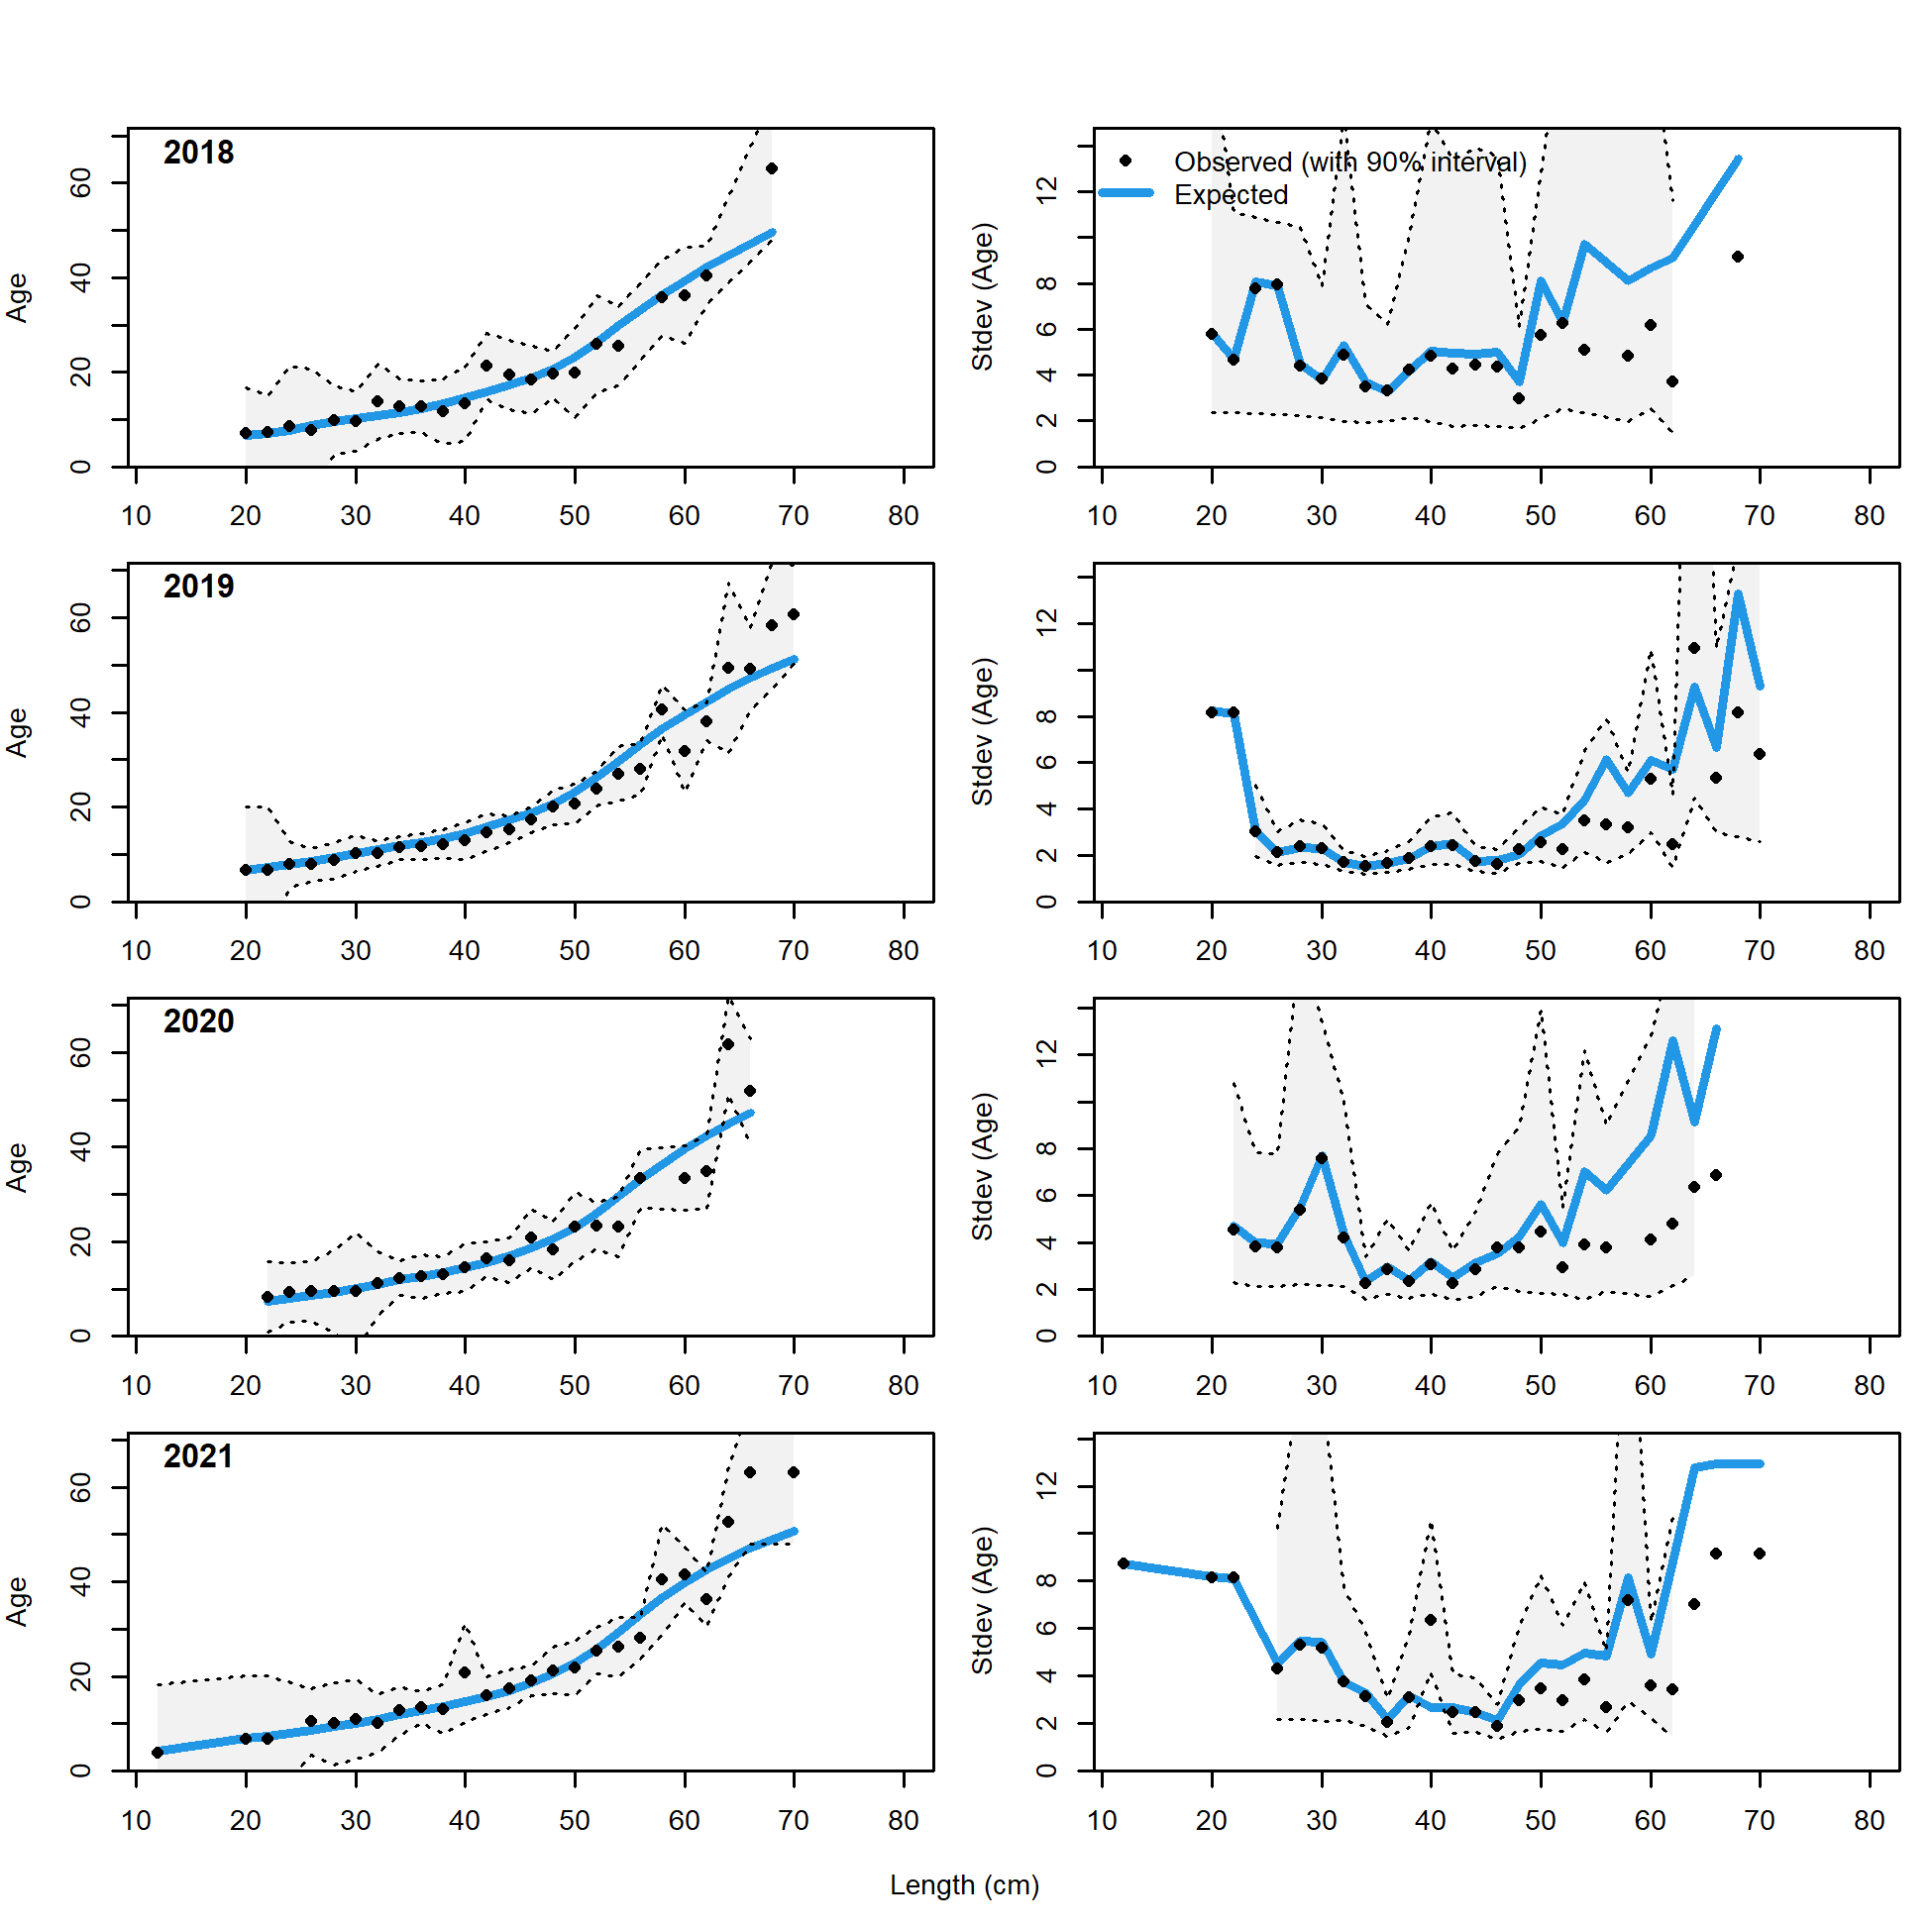 2018
Age
0 20 40 60
10 20 30 40 50 60 70 80
Observed (with 90% interval)
Expected
Stdev (Age)
0 2 4 6 8 12
10 20 30 40 50 60 70 80
2019
Age
0 20 40 60
10 20 30 40 50 60 70 80
Stdev (Age)
0 2 4 6 8 12
10 20 30 40 50 60 70 80
2020
Age
0 20 40 60
10 20 30 40 50 60 70 80
Stdev (Age)
0 2 4 6 8 12
10 20 30 40 50 60 70 80
2021
Age
0 20 40 60
10 20 30 40 50 60 70 80
Stdev (Age)
0 2 4 6 8 12
10 20 30 40 50 60 70 80
Length (cm)